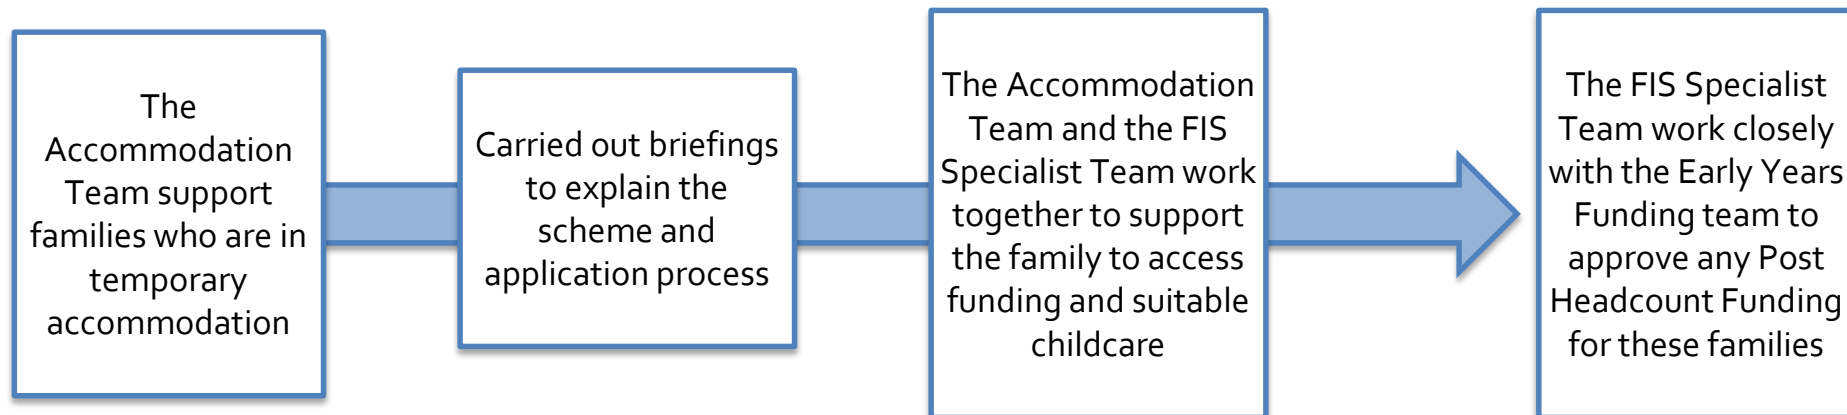 The
Accommodation
Team support
families who are in
temporary
accommodation
Carried out briefings
to explain the
scheme and
application process
The Accommodation
Team and the FIS
Specialist Team work
together to support
the family to access
funding and suitable
childcare
The FIS Specialist
Team work closely
with the Early Years
Funding team to
approve any Post
Headcount Funding
for these families